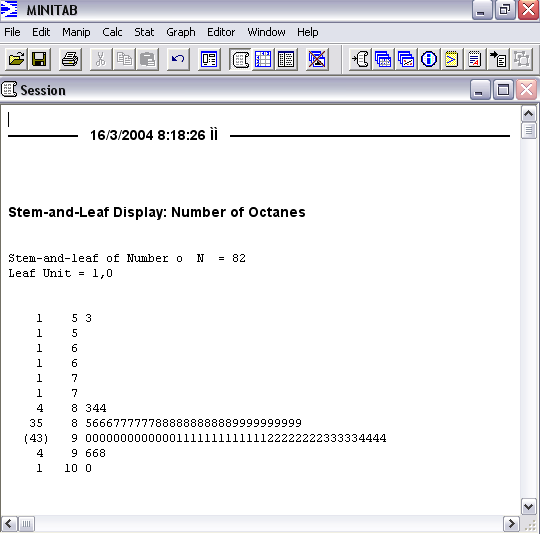 MINITAB
File Edit Manip Calc Stat Graph Editor Window Help
Session
16/3/2004 8:18:26 ìì
Stem-and-Leaf Display: Number of Octanes
Stem-and-leaf of Number o  N  = 82
Leaf Unit = 1,0
1 5 3
1 5
1 6
1 6
1 7
1 7
4 8 344
35 8 5666777777888888888889999999999
(43) 9 0000000000000111111111111122222222333334444
4 9 668
1 10 0